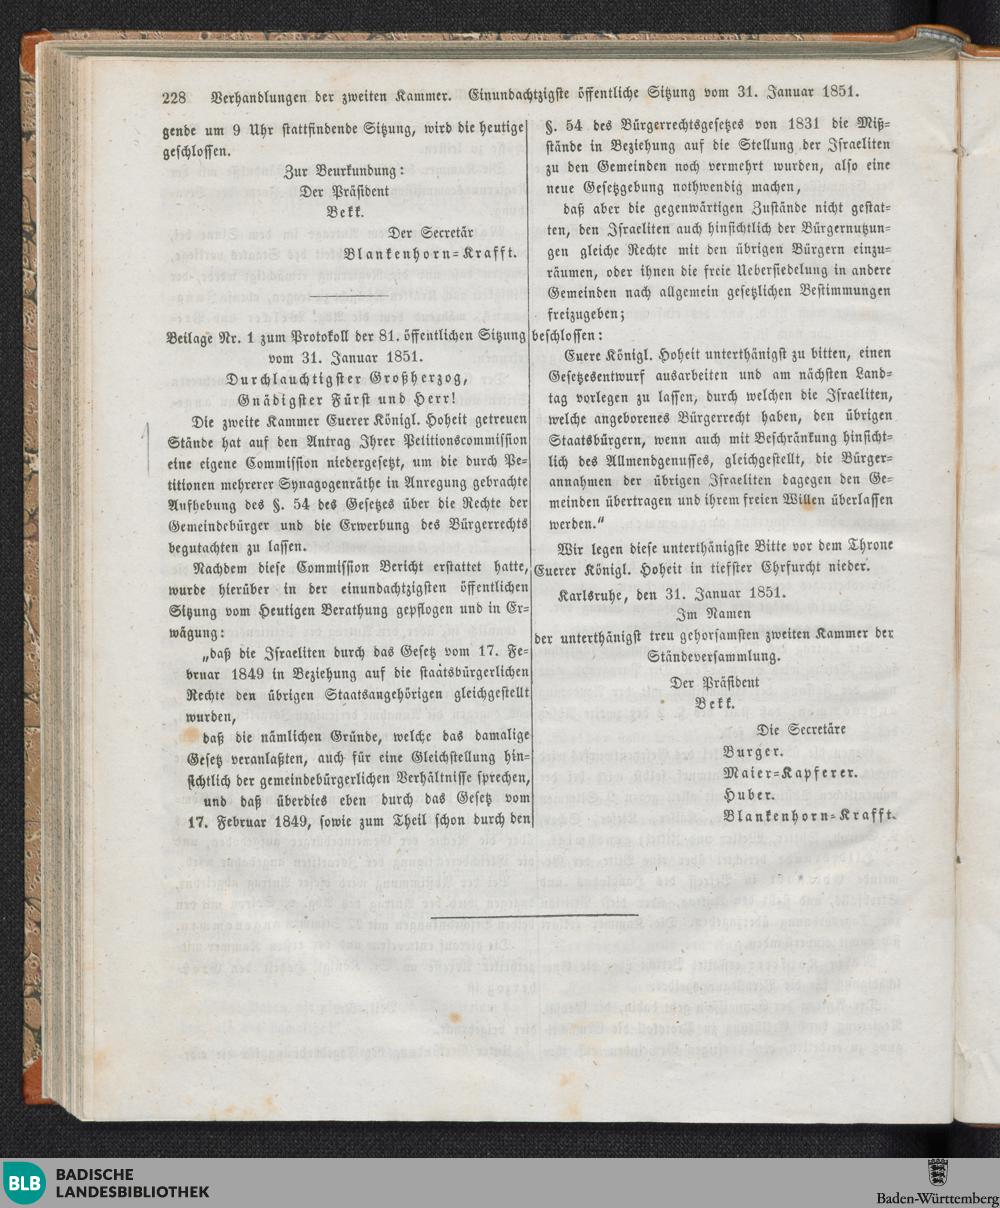 228 Verhandlungen der zweiten Kammer. Einundachtzigste öffentliche Sitzung vom 31. Januar 1851.
gende um 9 Uhr stattfindende Sitzung, wird die heutige
geschlossen.
Zur Beurkundung:
Der Präsident
Bekk.
Der Secretär
Blankenhorn=Krafft.
Beilage Nr. 1 zum Protokoll der 81. öffentlichen Sitzung
vom 31. Januar 1851.
Durchlauchtigster Großherzog,
Gnädigster Fürst und Herr!
Die zweite Kammer Euerer Königl. Hoheit getreuen
Stände hat auf den Antrag Ihrer Petitionscommission
eine eigene Commission niedergesetzt, um die durch Pe=
titionen mehrerer Synagogenräthe in Anregung gebrachte
Aufhebung des §. 54 des Gesetzes über die Rechte der
Gemeindebürger und die Erwerbung des Bürgerrechts
begutachten zu lassen.
Nachdem diese Commission Bericht erstattet hatte,
wurde hierüber in der einundachtzigsten öffentlichen
Sitzung vom Heutigen Berathung gepflogen und in Er=
wägung:
„daß die Israeliten durch das Gesetz vom 17. Fe=
bruar 1849 in Beziehung auf die staatsbürgerlichen
Rechte den übrigen Staatsangehörigen gleichgestellt
wurden,
daß die nämlichen Gründe, welche das damalige
Gesetz veranlaßten, auch für eine Gleichstellung hin=
sichtlich der gemeindebürgerlichen Verhältnisse sprechen,
und daß überdies eben durch das Gesetz vom
17. Februar 1849, sowie zum Theil schon durch den
§. 54 des Bürgerrechtsgesetzes von 1831 die Miß=
stände in Beziehung auf die Stellung der Israeliten
zu den Gemeinden noch vermehrt wurden, also eine
neue Gesetzgebung nothwendig machen,
daß aber die gegenwärtigen Zustände nicht gestat=
ten, den Israeliten auch hinsichtlich der Bürgernutzun=
gen gleiche Rechte mit den übrigen Bürgern einzu=
räumen, oder ihnen die freie Uebersiedelung in andere
Gemeinden nach allgemein gesetzlichen Bestimmungen
freizugeben;
beschlossen:
Euere Königl. Hoheit unterthänigst zu bitten, einen
Gesetzesentwurf ausarbeiten und am nächsten Land=
tag vorlegen zu lassen, durch welchen die Israeliten,
welche angeborenes Bürgerrecht haben, den übrigen
Staatsbürgern, wenn auch mit Beschränkung hinsicht=
lich des Allmendgenusses, gleichgestellt, die Bürger=
annahmen der übrigen Israeliten dagegen den Ge=
meinden übertragen und ihrem freien Willen überlassen
werden.“
Wir legen diese unterthänigste Bitte vor dem Throne
Euerer Königl. Hoheit in tiefster Ehrfurcht nieder.
Karlsruhe, den 31. Januar 1851.
Im Namen
der unterthänigst treu gehorsamsten zweiten Kammer der
Ständeversammlung.
Der Präsident
Bekk.
Die Secretäre
Burger.
Maier=Kapferer.
Huber.
Blankenhorn=Krafft.
BLB BADISCHE
LANDESBIBLIOTHEK
Baden-Württemberg